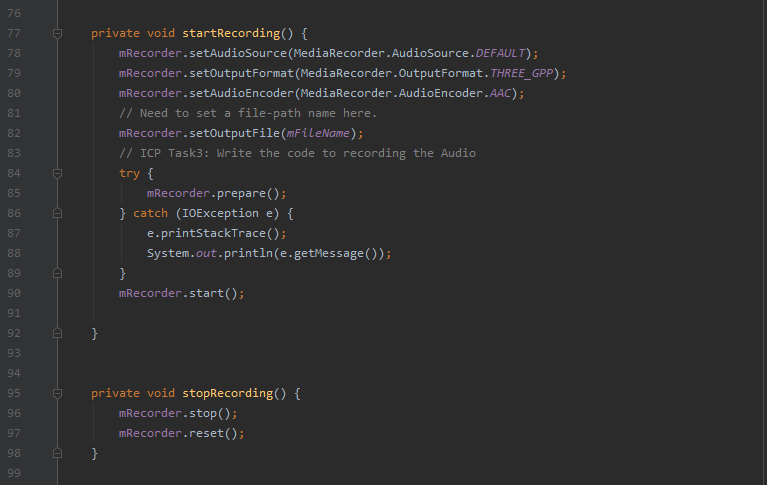 76
77 private void startRecording() {
78 mRecorder.setAudioSource(MediaRecorder.AudioSource.DEFAULT);
79 mRecorder.setOutputFormat(MediaRecorder.OutputFormat.THREE_GPP);
80 mRecorder.setAudioEncoder(MediaRecorder.AudioEncoder.AAC);
81 // Need to set a file-path name here.
82 mRecorder.setOutputFile(mFileName);
83 // ICP Task3: Write the code to recording the Audio
84 try {
85 mRecorder.prepare();
86 } catch (IOException e) {
87 e.printStackTrace();
88 System.out.println(e.getMessage());
89 }
90 mRecorder.start();
91
92 }
93
94
95 private void stopRecording() {
96 mRecorder.stop();
97 mRecorder.reset();
98 }
99